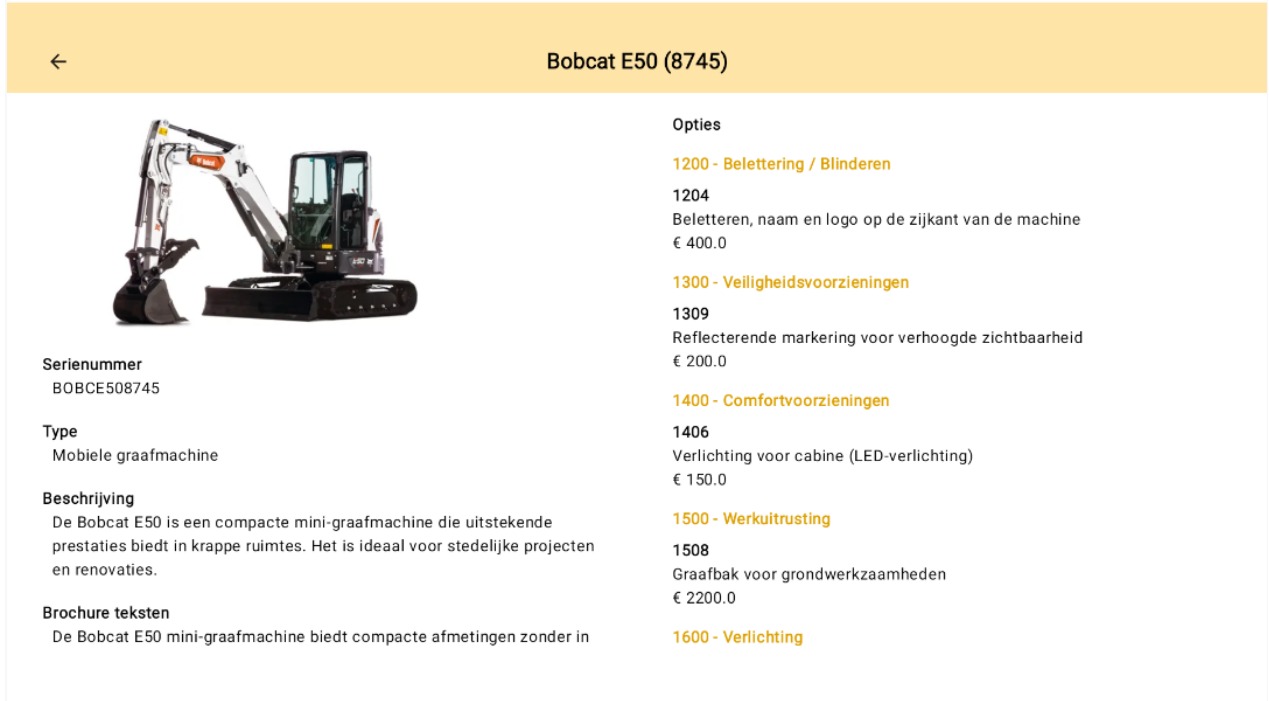 Bobcat E50 (8745)
Bobcat
E50
Serienummer
BOBCE508745
Type
Mobiele graafmachine
Beschrijving
De Bobcat E50 is een compacte mini-graafmachine die uitstekende
prestaties biedt in krappe ruimtes. Het is ideaal voor stedelijke projecten
en renovaties.
Brochure teksten
De Bobcat E50 mini-graafmachine biedt compacte afmetingen zonder in
Opties
1200 - Belettering / Blinderen
1204
Beletteren, naam en logo op de zijkant van de machine
€ 400.0
1300 - Veiligheidsvoorzieningen
1309
Reflecterende markering voor verhoogde zichtbaarheid
€ 200.0
1400 - Comfortvoorzieningen
1406
Verlichting voor cabine (LED-verlichting)
€ 150.0
1500 - Werkuitrusting
1508
Graafbak voor grondwerkzaamheden
€ 2200.0
1600 - Verlichting